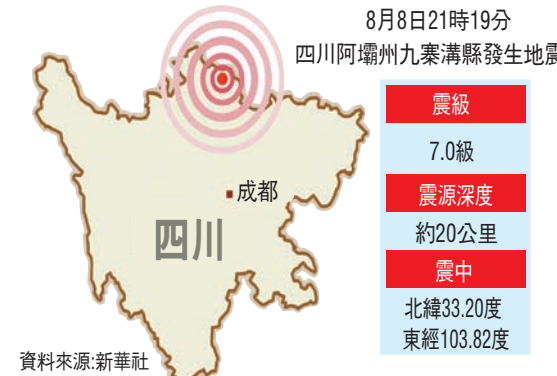 8月8日21時19分
四川阿壩州九寨溝縣發生地震
震級
7.0級
震源深度
約20公里
震中
北緯33.20度
東經103.82度
成都
四川
資料來源:新華社